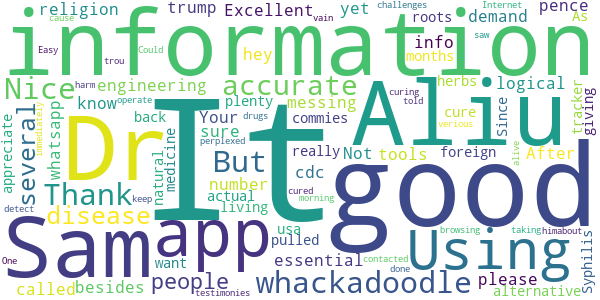 religion
trump
Excellent
yet
roots
demand
pence
As
cause
Could
vain
info
Internet
challenges
saw
Easy
trou
hey
months
information
Nice
engineering
accurate
herbs
logical
harm
operate
know
plenty
messing
Since
cure
tracker
giving
told
curing
appreciate
several
whatsapp
immediately
Dr
back
drugs
Your
commies
It
Aliu
various
sure
perplexed
really
Not
tools
After
foreign
natural
medicine
But
cdc
good
alive
Thank
number
actual
cured
living
morning
keep
disease
usa
browsing
taking
Syphilis
detect
Sam
app
pulled
Using
himabout
One
want
essential
contacted
done
called
besides
people
testimonies
whackadoodle
please
alternative